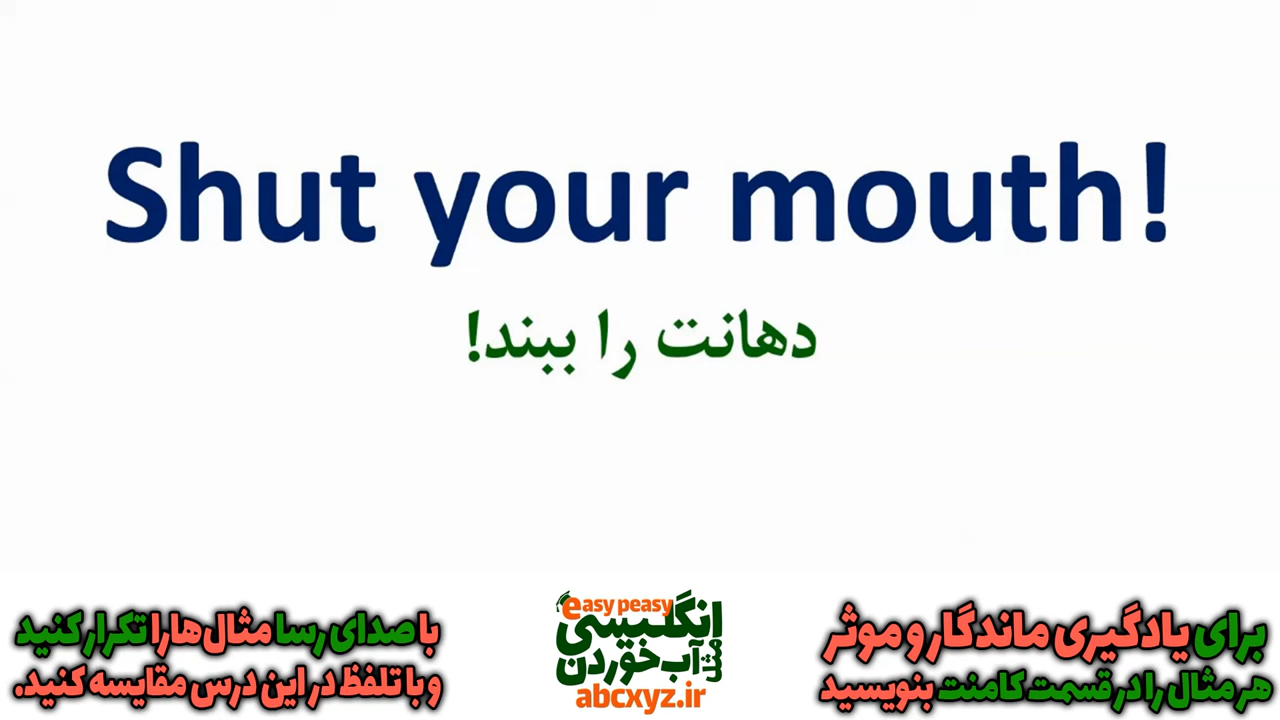 Shut your mouth!
دهانت را ببند!
برای یادگیری ماندگار و موثر
هر مثال را در قسمت کامنت بنویسید
easy peasy
انگلیسی
مثل آب خوردن
abcxyz.ir
با صدای رسا مثال‌ها را تکرار کنید
و با تلفظ در این درس مقایسه کنید.